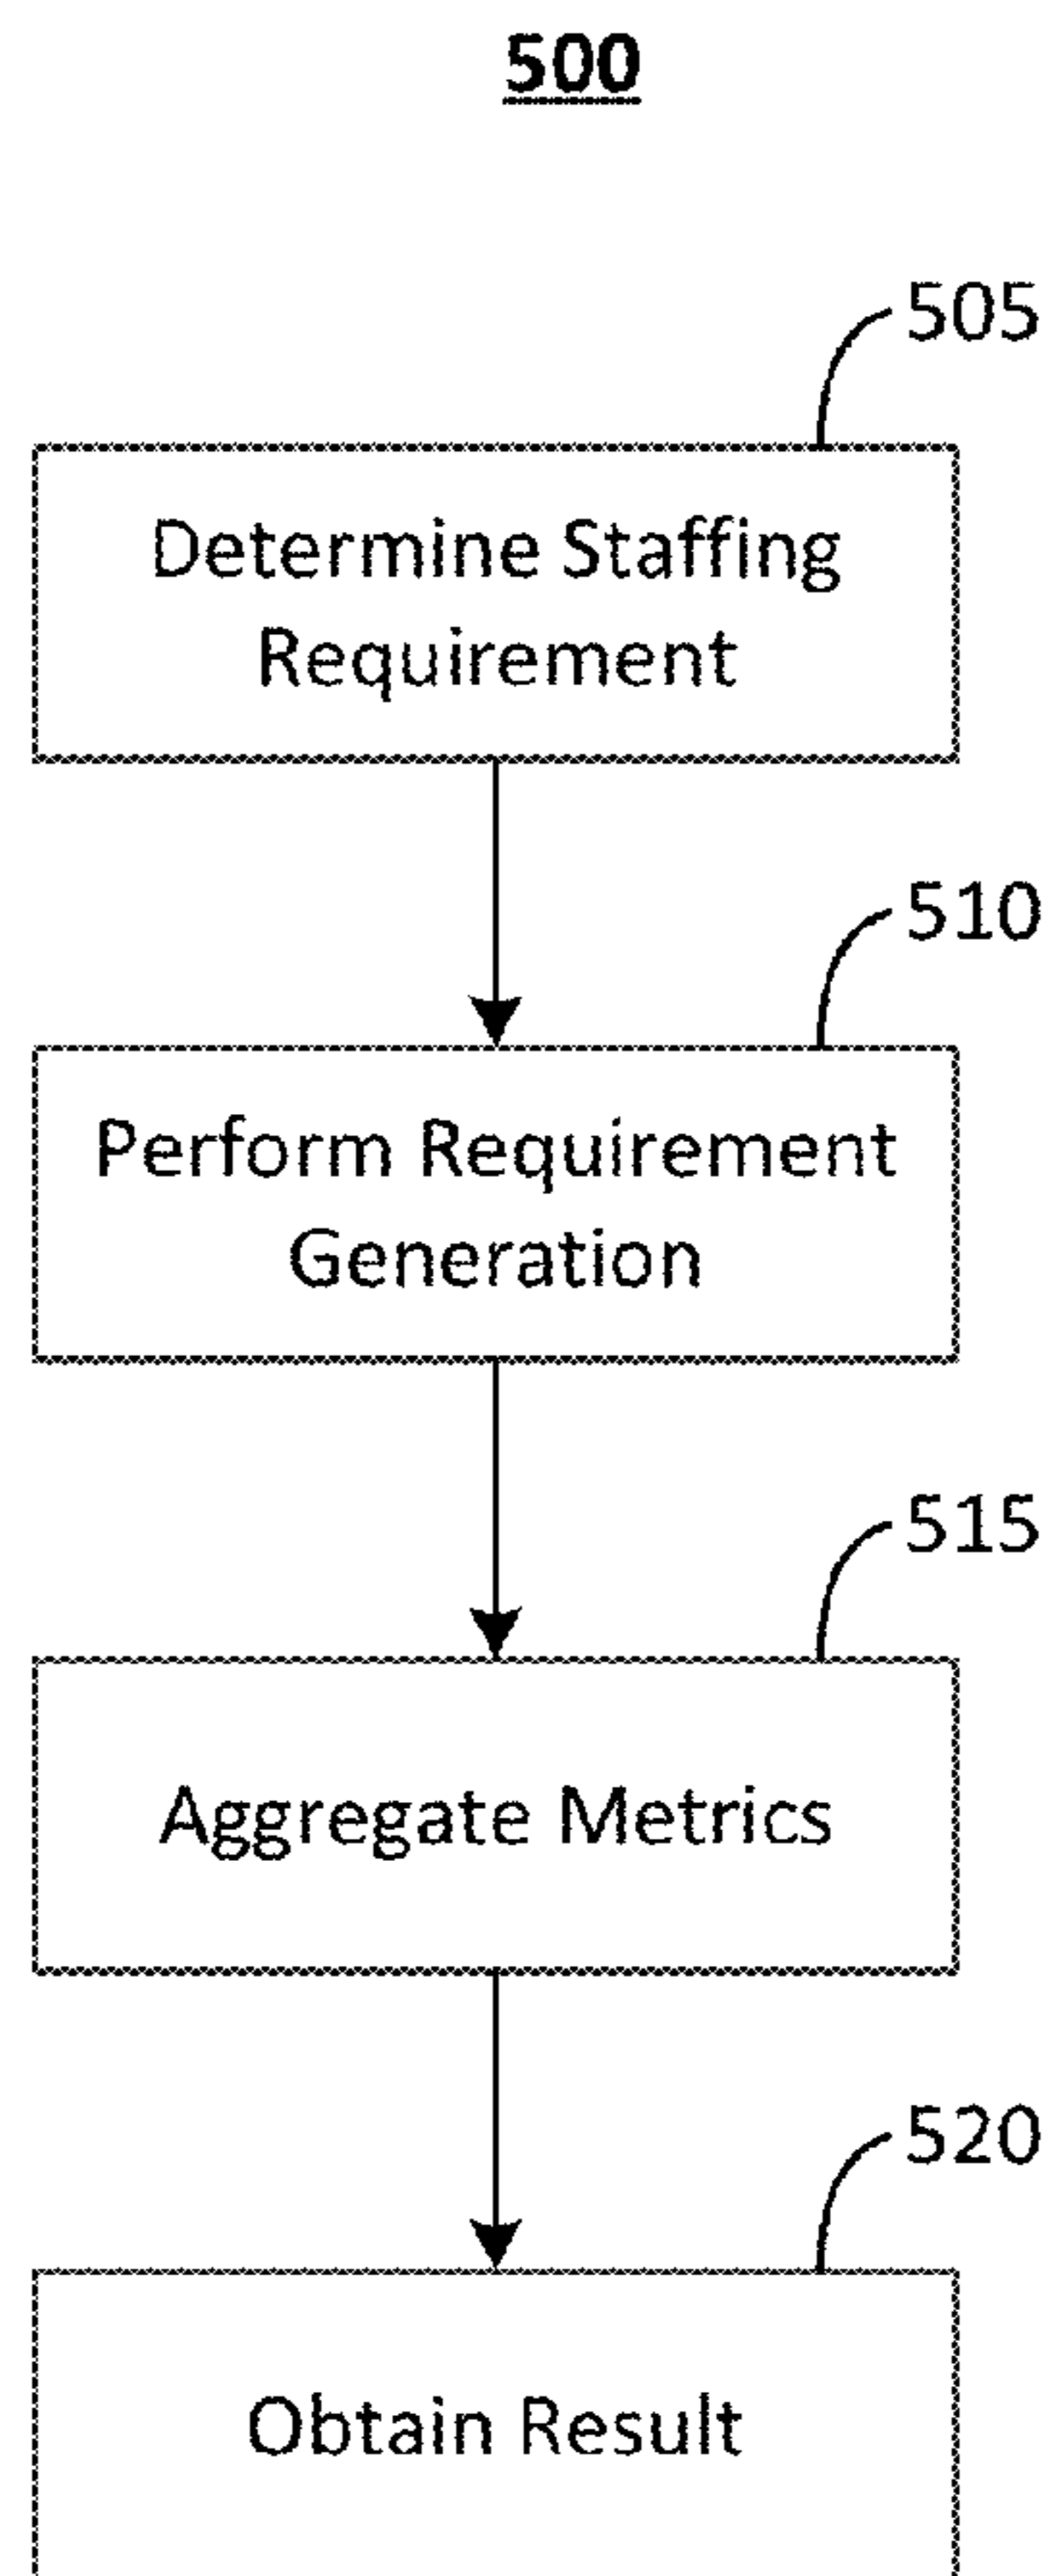 500
505
Determine Staffing
Requirement
510
Perform Requirement
Generation
515
Aggregate Metrics
520
Obtain Result